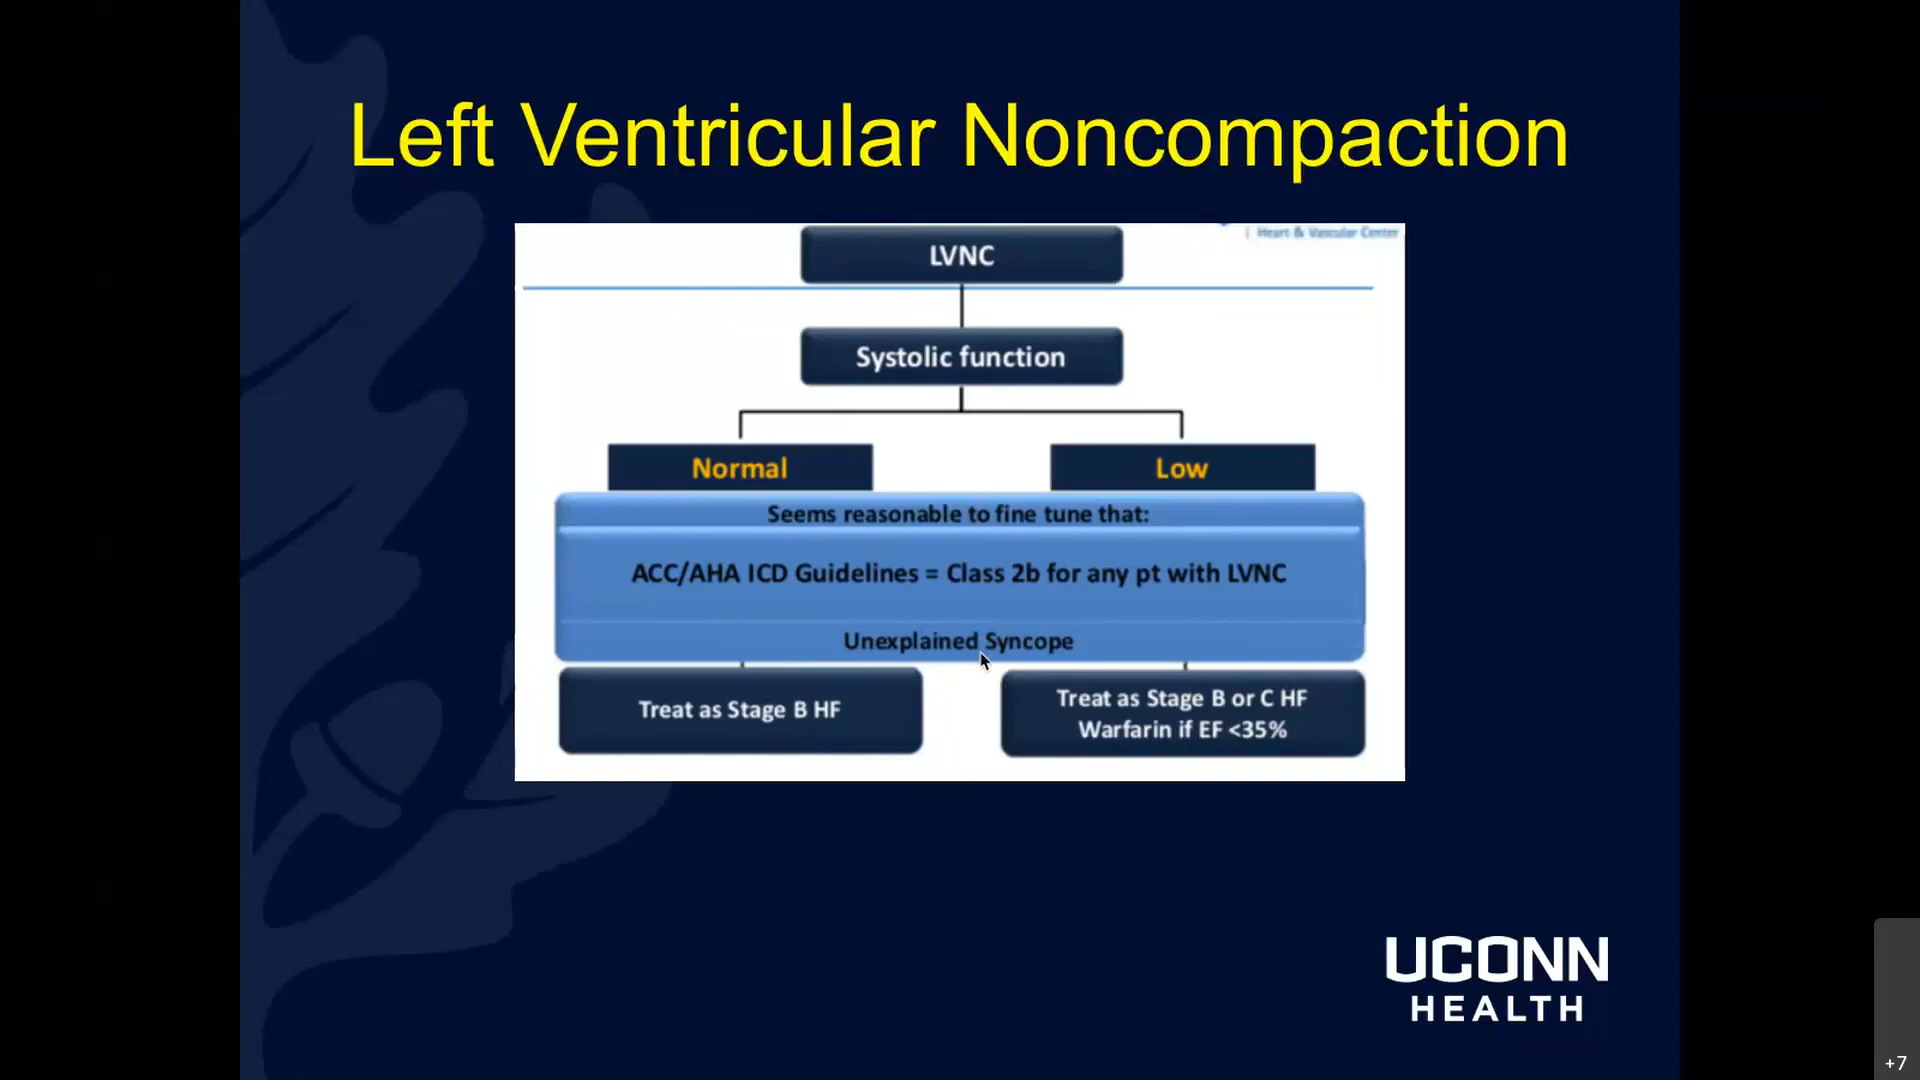 Left Ventricular Noncompaction
| Heart & Vascular Center
LVNC
Systolic function
Normal
Low
Seems reasonable to fine tune that:
ACC/AHA ICD Guidelines = Class 2b for any pt with LVNC
Unexplained Syncope
Treat as Stage B HF
Treat as Stage B or C HF
Warfarin if EF <35%
UCONN
HEALTH
+7